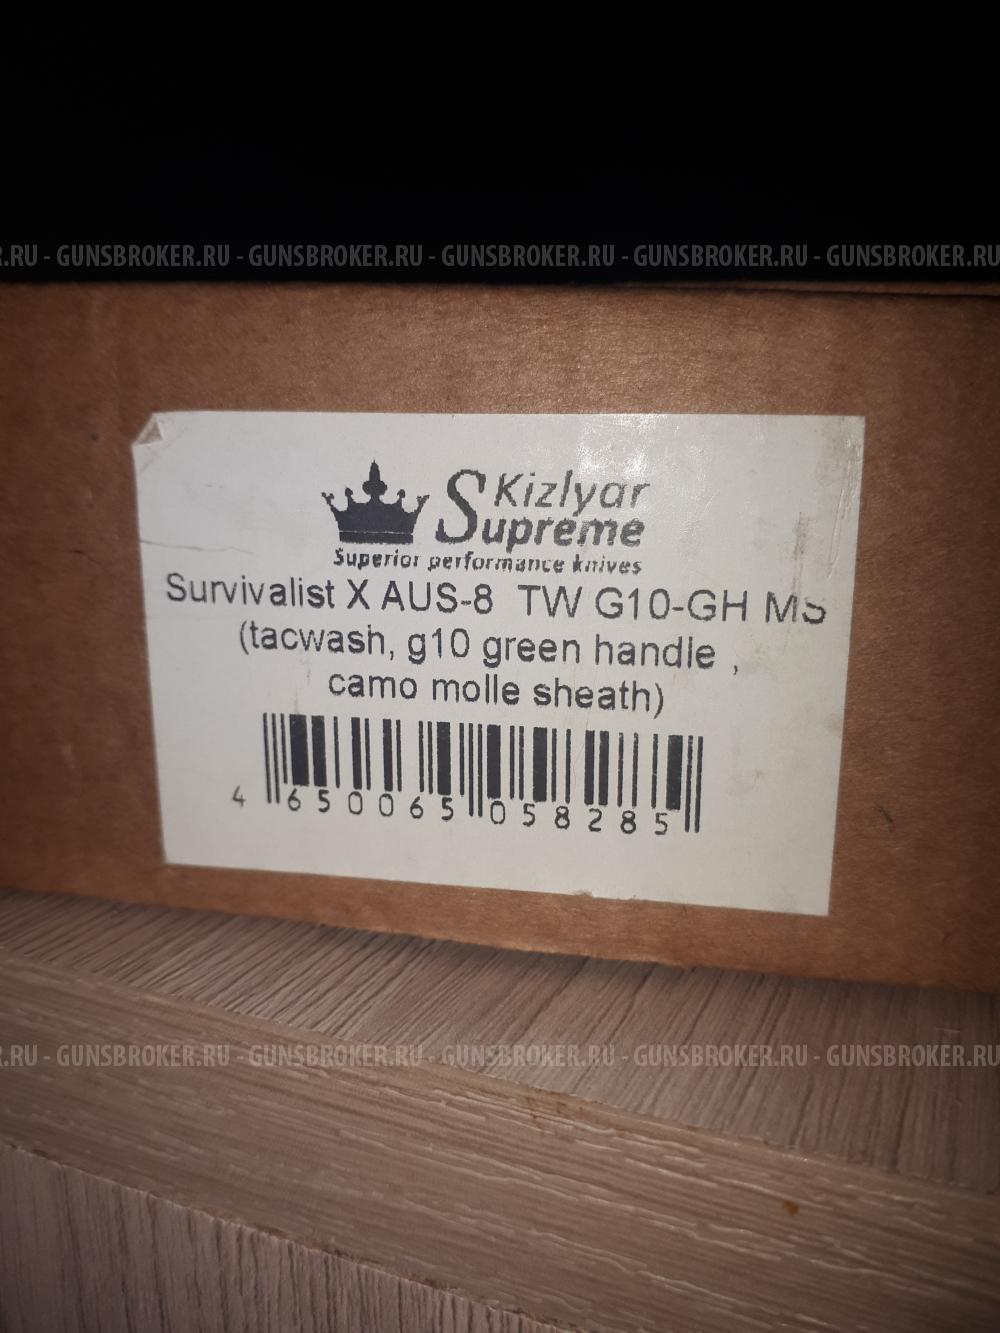 .RU - GUNSBROKER.RU - GUNSBROKER.RU - GUNSBROKER.RU - GUNSBROKER.RU - GUNSBROKER.RU
Kizlyar
Supreme
Superior performance knives
Survivalist X AUS-8 TW G10-GH MS
(tacwash, g10 green handle ,
camo molle sheath)
4 650065 058285
.RU - GUNSBROKER.RU - GUNSBROKER.RU - GUNSBROKER.RU - GUNSBROKER.RU - GUNSBROKER.RU